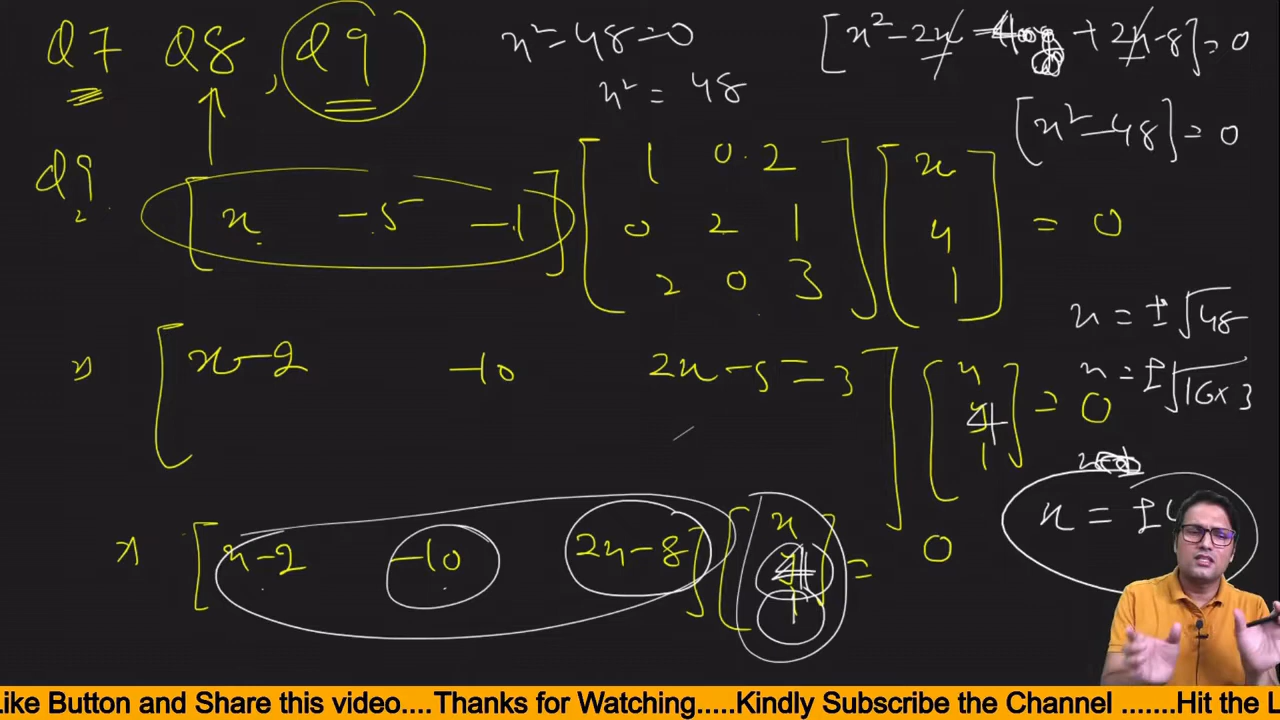 Q7 Q8, Q9
x² - 48 = 0
x² = 48
[x² - 2x - 40 + 2x - 8] = 0
[x² - 48] = 0
Q9
[x -5 -1] [1 0 2
0 2 1
2 0 3] [x
4
1] = 0
x = ±√48
x = ±√16×3
⇒ [x-2 -10 2x-5=3] [x
4
1] = 0
x = ±4
⇒ [x-2 -10 2x-8] [x
4
1] = 0
Like Button and Share this video....Thanks for Watching.....Kindly Subscribe the Channel .......Hit the L